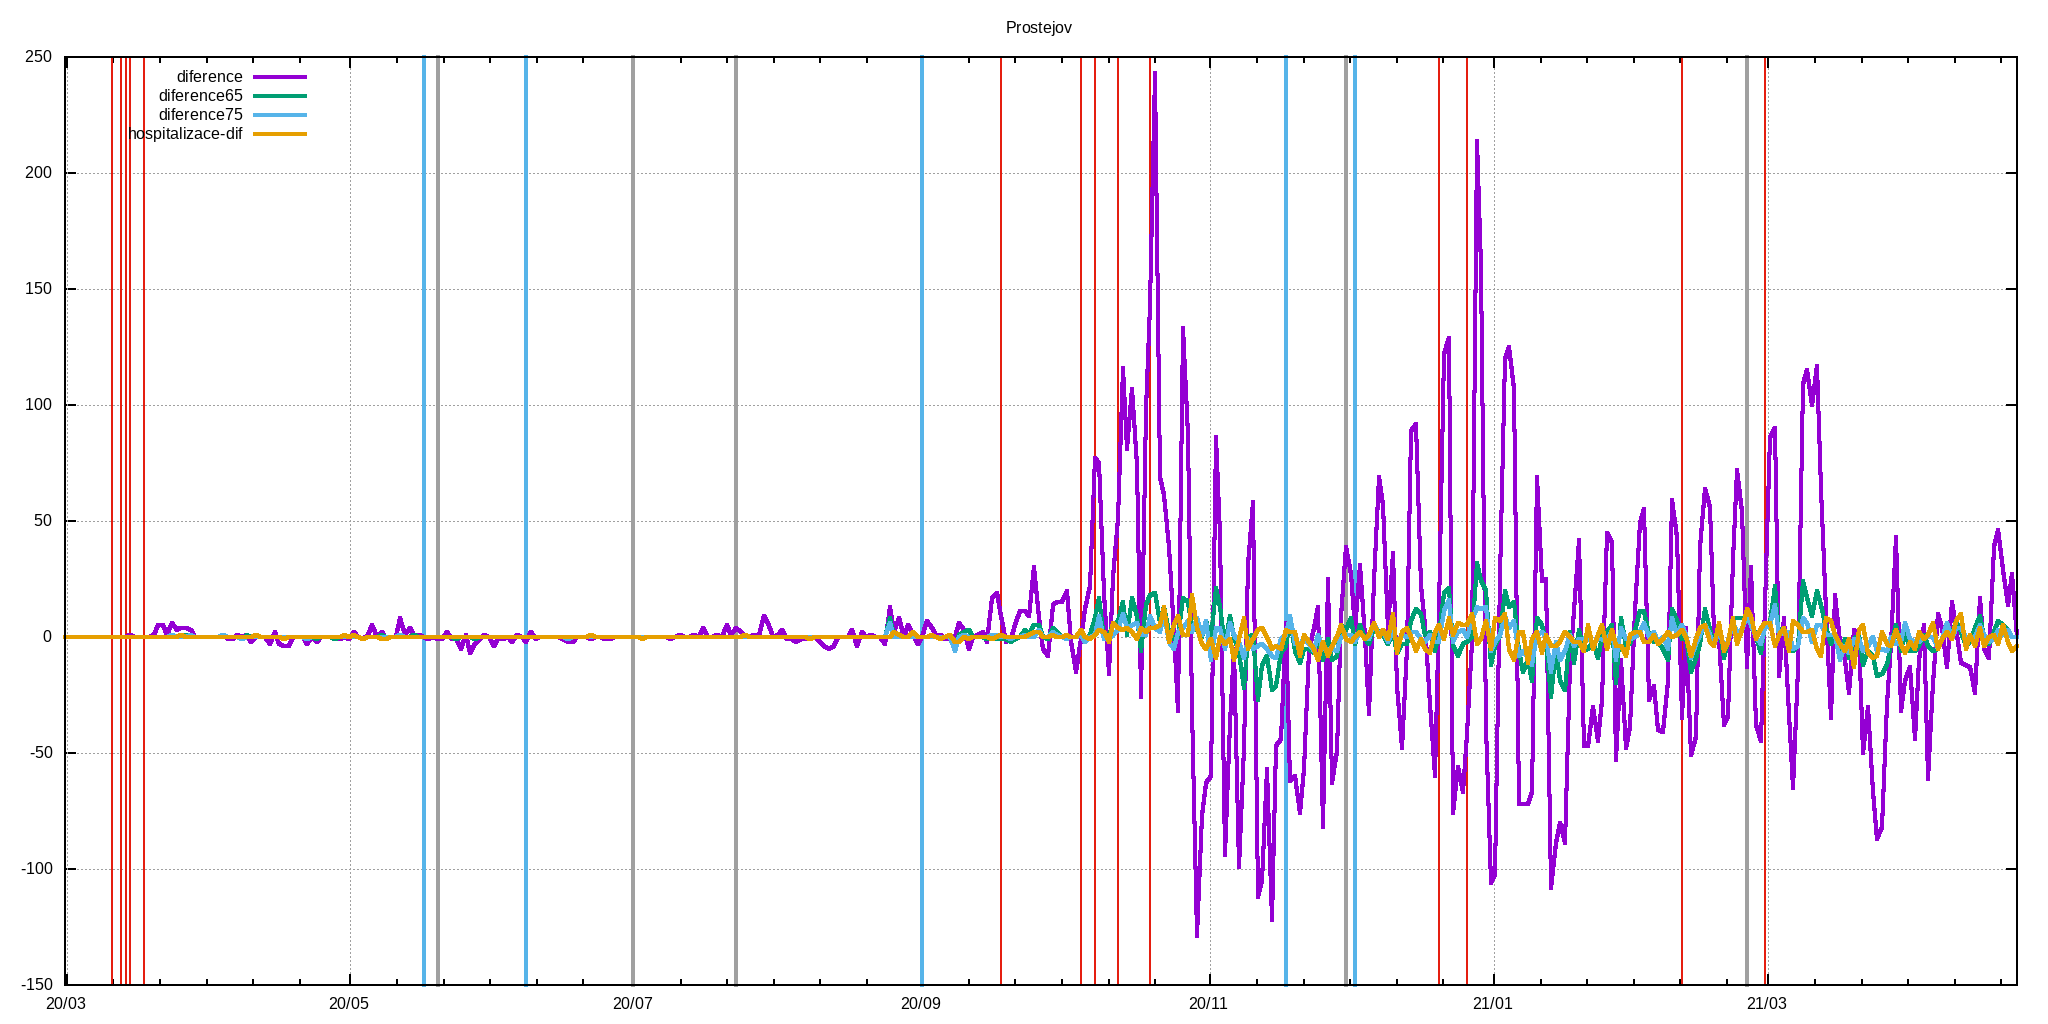 Prostejov
250
200
150
100
50
0
-50
-100
-150
diference
diference65
diference75
hospitalizace-dif
20/03 20/05 20/07 20/09 20/11 21/01 21/03